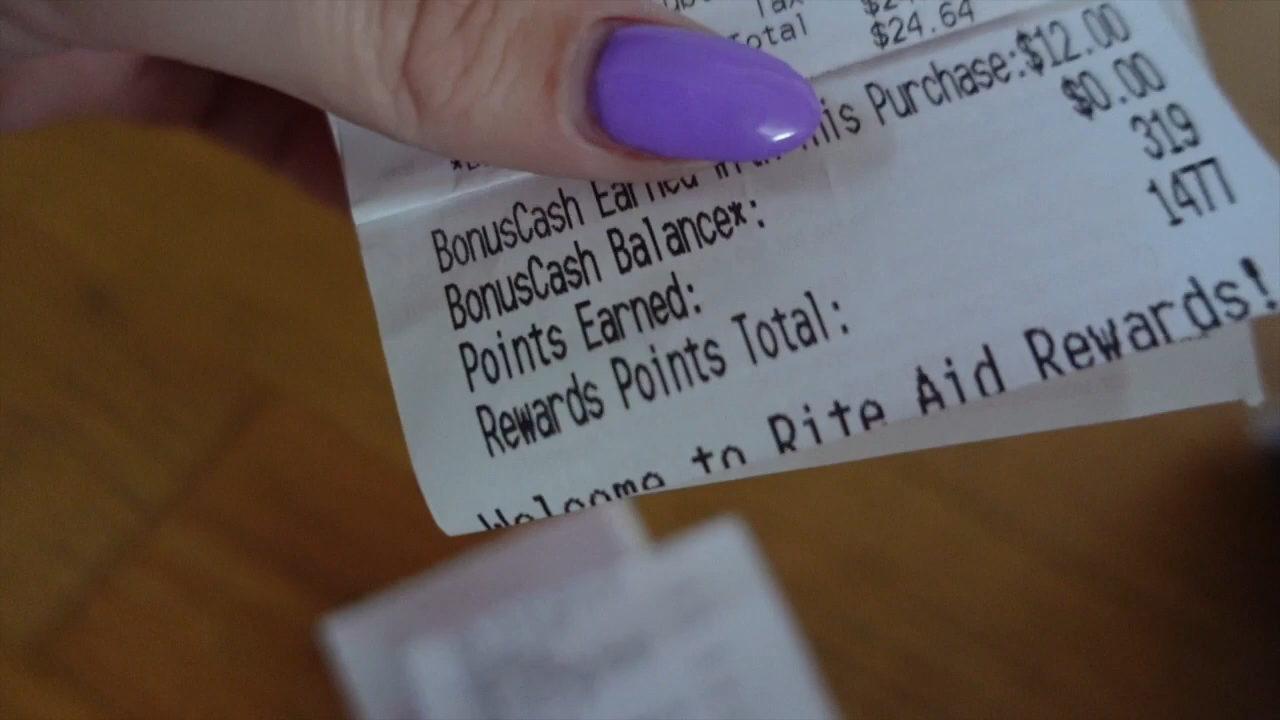 Tax
Total $24.64
BonusCash Earned with this Purchase:$12.00
BonusCash Balance*: $0.00
Points Earned: 319
Rewards Points Total: 1477
Welcome to Rite Aid Rewards!